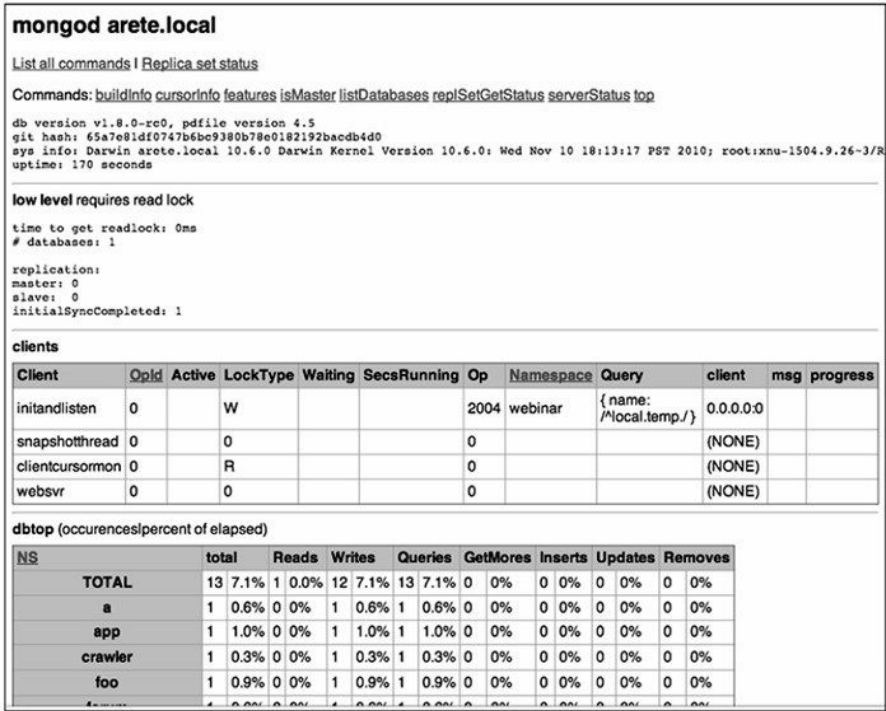 mongod arete.local
List all commands | Replica set status
Commands: buildInfo cursorInfo features isMaster listDatabases replSetGetStatus serverStatus top
db version v1.8.0-rc0, pdfile version 4.5
git hash: 65a7e81df0747b6bc9380b78e0182192bacdb4d0
sys info: Darwin arete.local 10.6.0 Darwin Kernel Version 10.6.0: Wed Nov 10 18:13:17 PST 2010; root:xnu-1504.9.26~3/R
uptime: 170 seconds
low level requires read lock
time to get readlock: 0ms
# databases: 1
replication:
master: 0
slave: 0
initialSyncCompleted: 1
clients
Client OpId Active LockType Waiting SecsRunning Op Namespace Query client msg progress
initandlisten 0 W 2004 webinar { name: /^local.temp./ } 0.0.0.0:0
snapshotthread 0 0 0 (NONE)
clientcursormon 0 R 0 (NONE)
websvr 0 0 0 (NONE)
dbtop (occurences|percent of elapsed)
NS total Reads Writes Queries GetMores Inserts Updates Removes
TOTAL 13 7.1% 1 0.0% 12 7.1% 13 7.1% 0 0% 0 0% 0 0% 0 0%
a 1 0.6% 0 0% 1 0.6% 1 0.6% 0 0% 0 0% 0 0% 0 0%
app 1 1.0% 0 0% 1 1.0% 1 1.0% 0 0% 0 0% 0 0% 0 0%
crawler 1 0.3% 0 0% 1 0.3% 1 0.3% 0 0% 0 0% 0 0% 0 0%
foo 1 0.9% 0 0% 1 0.9% 1 0.9% 0 0% 0 0% 0 0% 0 0%